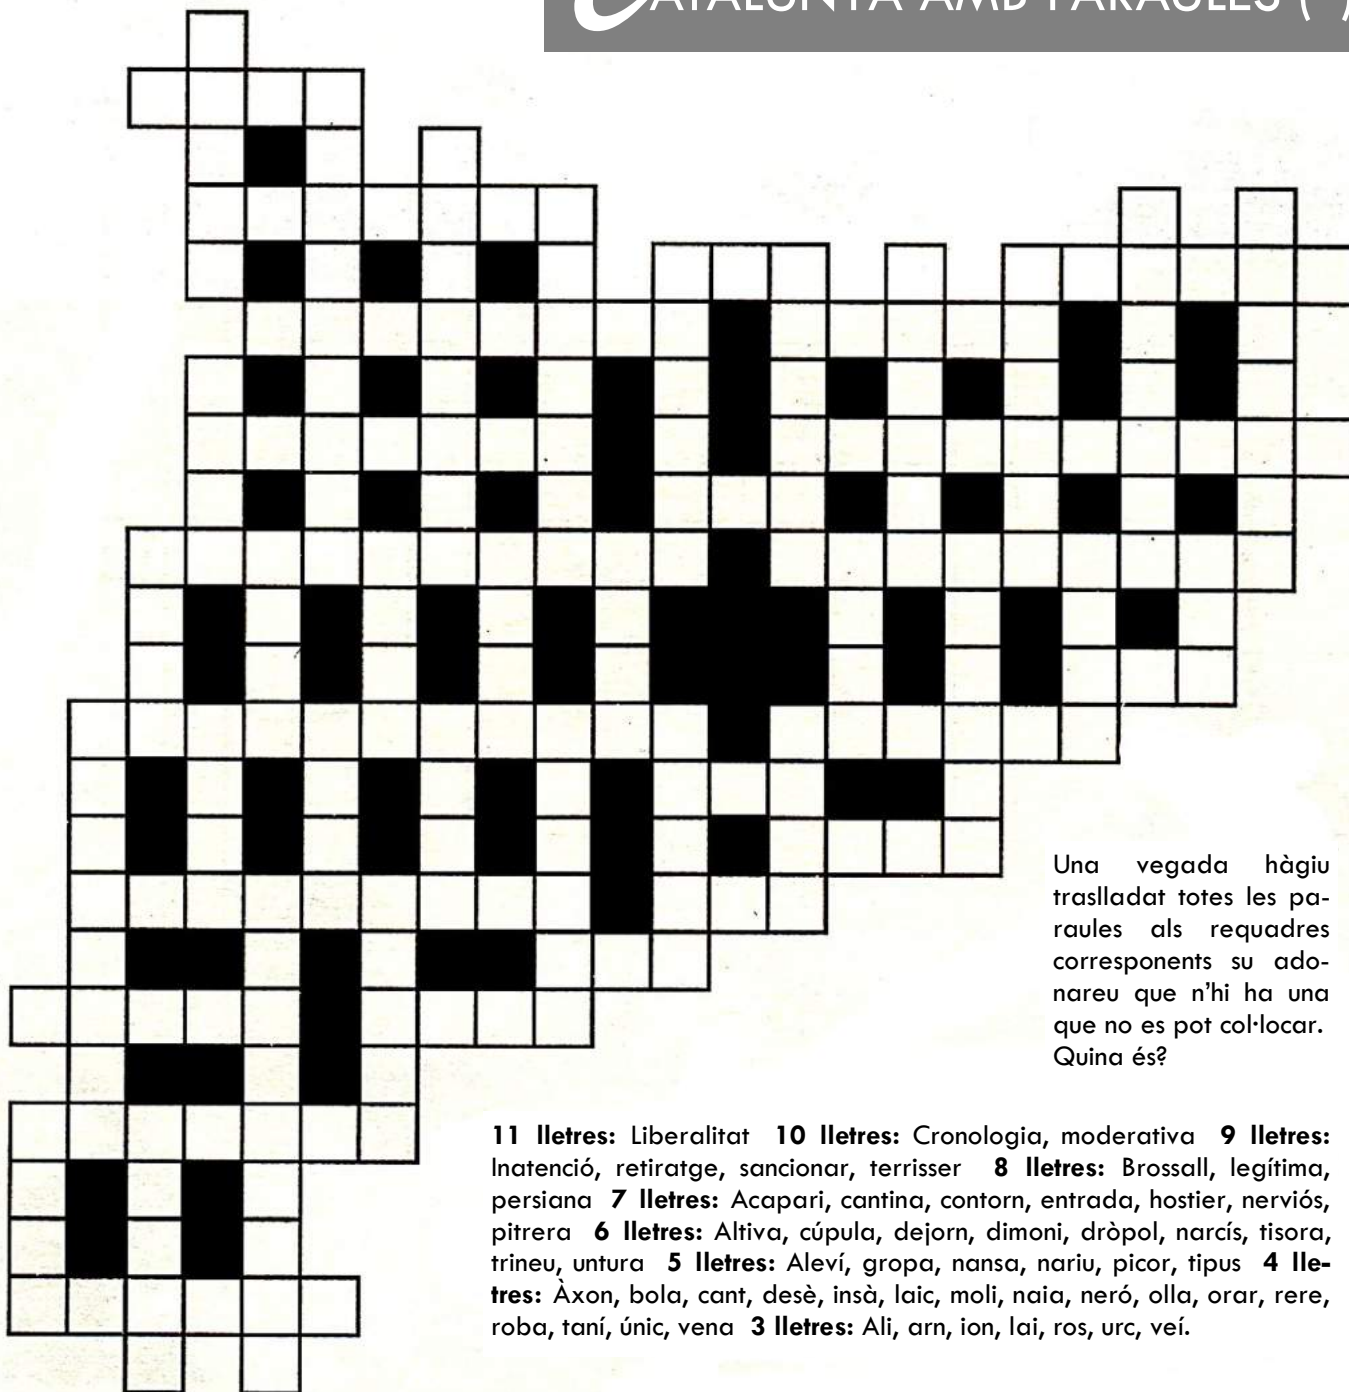 CATALUNYA AMB PARAULES (*)
Una vegada hàgiu
traslladat totes les pa-
raules als requadres
corresponents su ado-
nareu que n'hi ha una
que no es pot col·locar.
Quina és?
11 lletres: Liberalitat 10 lletres: Cronologia, moderativa 9 lletres:
Inatenció, retiratge, sancionar, terrisser 8 lletres: Brossall, legítima,
persiana 7 lletres: Acapari, cantina, contorn, entrada, hostier, nerviós,
pitrera 6 lletres: Altiva, cúpula, dejorn, dimoni, dròpol, narcís, tisora,
trineu, untura 5 lletres: Aleví, gropa, nansa, nariu, picor, tipus 4 lle-
tres: Àxon, bola, cant, desè, insà, laic, moli, naia, neró, olla, orar, rere,
roba, taní, únic, vena 3 lletres: Ali, arn, ion, lai, ros, urc, veí.